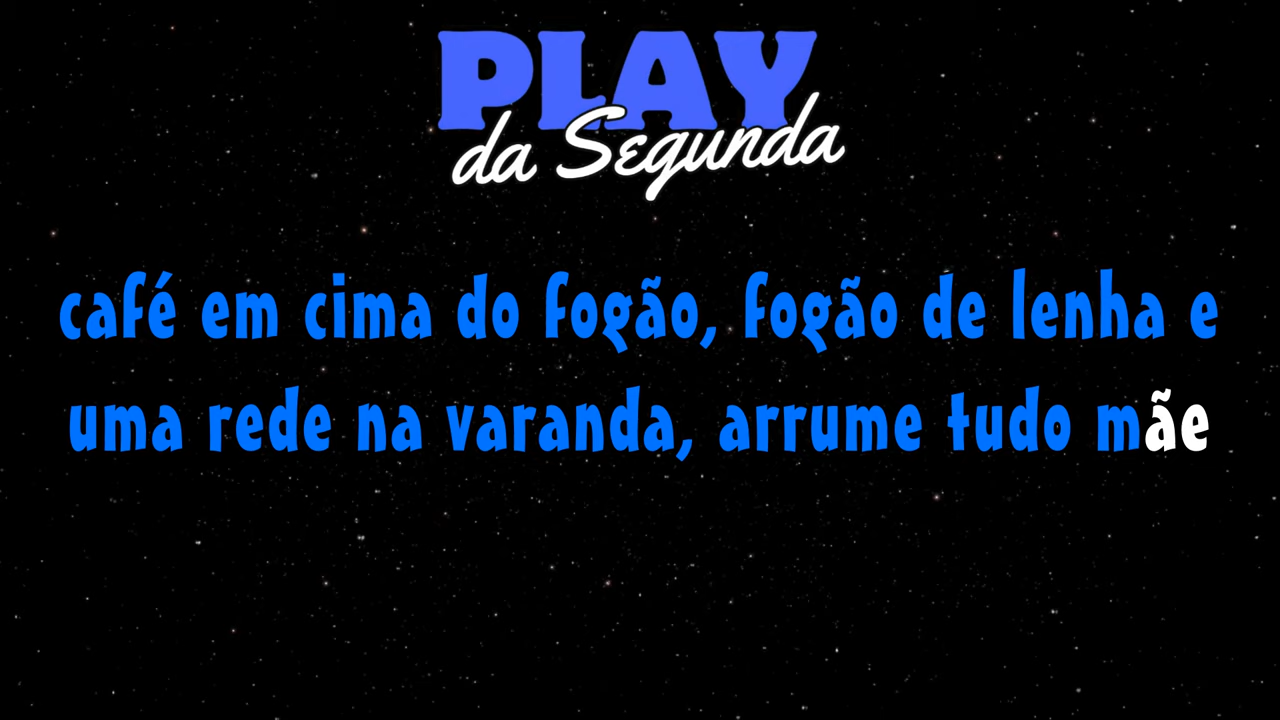 PLAY
da Segunda
café em cima do fogão, fogão de lenha e
uma rede na varanda, arrume tudo mãe